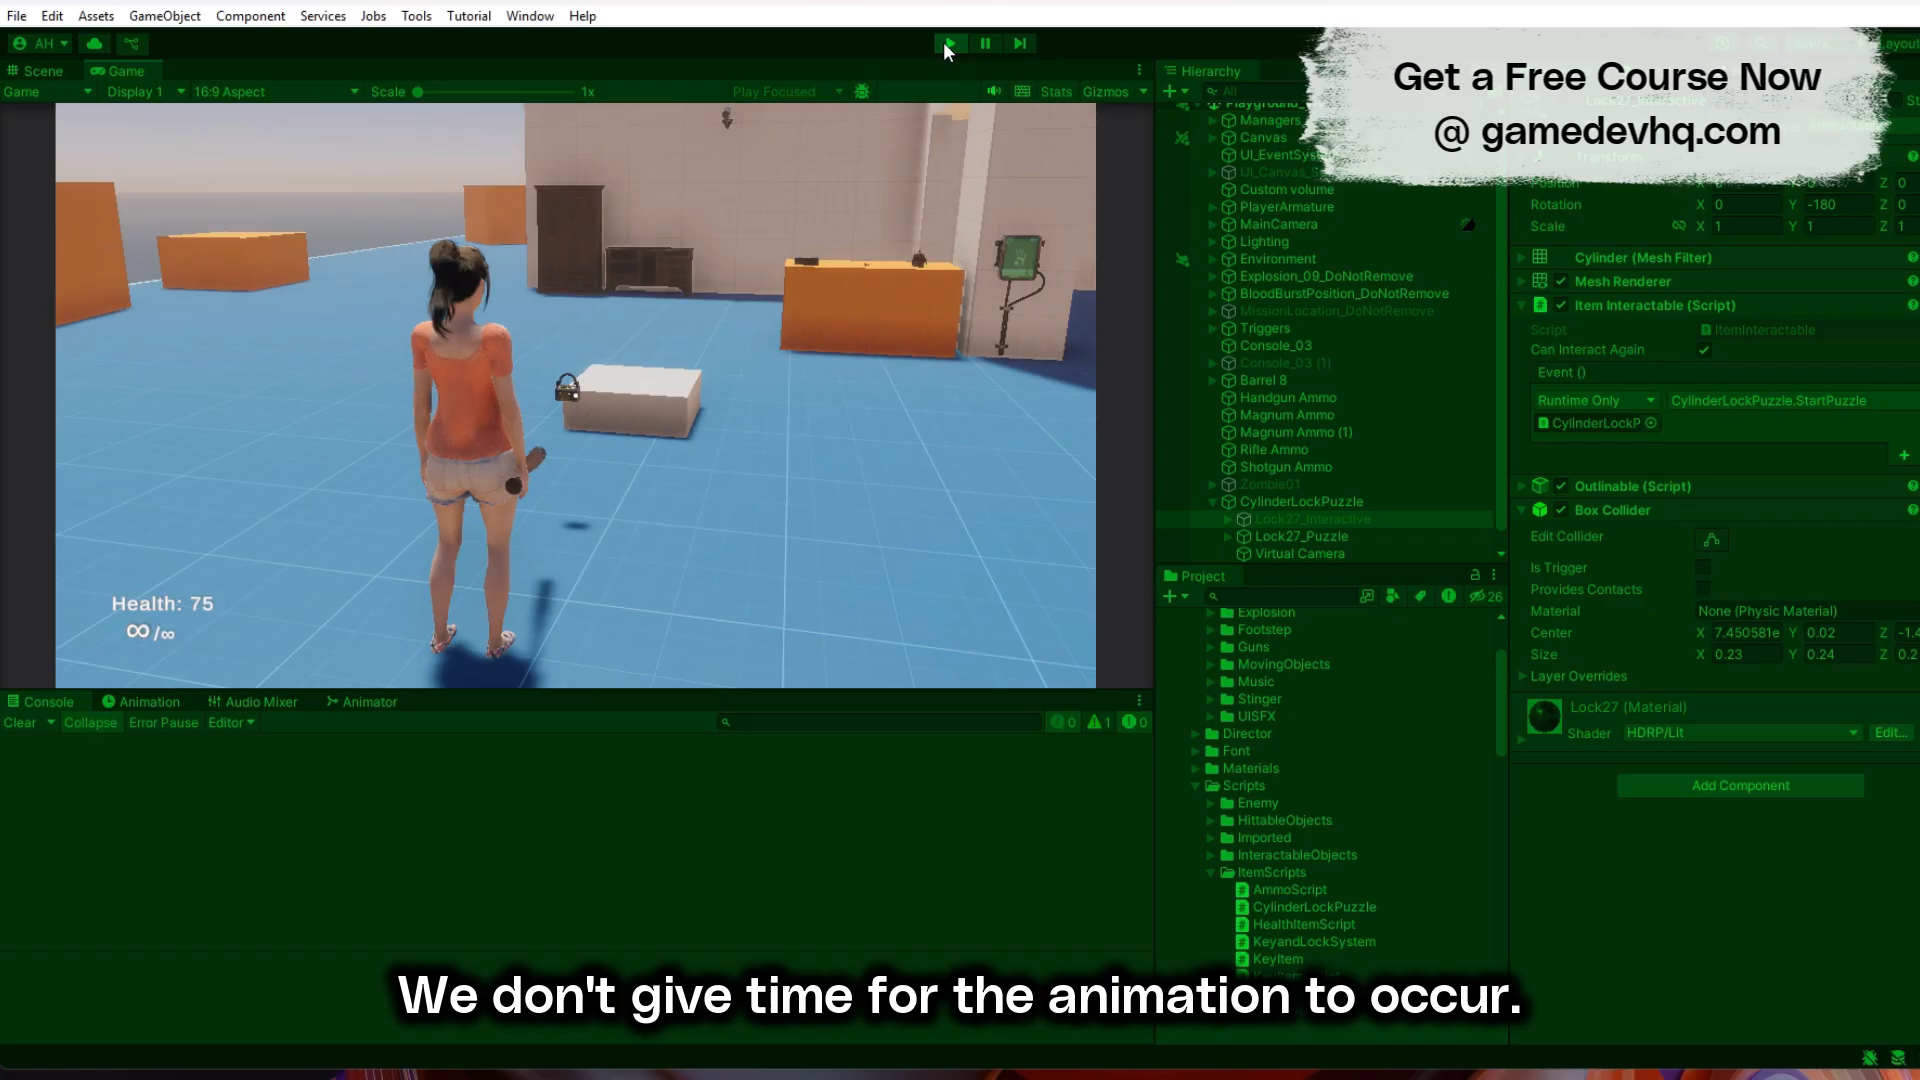 File Edit Assets GameObject Component Services Jobs Tools Tutorial Window Help
AH
Scene Game
Game Display 1 16:9 Aspect Scale 1x Play Focused Stats Gizmos
Health: 75
∞/∞
Console Animation Audio Mixer Animator
Clear Collapse Error Pause Editor 0 1 0
Hierarchy
All
Managers
Canvas
Custom volume
PlayerArmature
MainCamera
Lighting
Environment
Explosion_09_DoNotRemove
BloodBurstPosition_DoNotRemove
MissionLocation_DoNotRemove
Triggers
Console_03
Console_03 (1)
Barrel 8
Handgun Ammo
Magnum Ammo
Magnum Ammo (1)
Rifle Ammo
Shotgun Ammo
Zombie01
CylinderLockPuzzle
Lock27_Interactive
Lock27_Puzzle
Virtual Camera
Project
26
Explosion
Footstep
Guns
MovingObjects
Music
Stinger
UISFX
Director
Font
Materials
Scripts
Enemy
HittableObjects
Imported
InteractableObjects
ItemScripts
AmmoScript
CylinderLockPuzzle
HealthItemScript
KeyandLockSystem
KeyItem
Get a Free Course Now
@ gamedevhq.com
Transform
Position Z 0
Rotation X 0 Y -180 Z 0
Scale X 1 Y 1 Z 1
Cylinder (Mesh Filter)
Mesh Renderer
Item Interactable (Script)
Script ItemInteractable
Can Interact Again
Event ()
Runtime Only CylinderLockPuzzle.StartPuzzle
CylinderLockP
Outlinable (Script)
Box Collider
Edit Collider
Is Trigger
Provides Contacts
Material None (Physic Material)
Center X 7.450581e Y 0.02 Z -1.4
Size X 0.23 Y 0.24 Z 0.2
Layer Overrides
Lock27 (Material)
Shader HDRP/Lit Edit...
Add Component
We don't give time for the animation to occur.